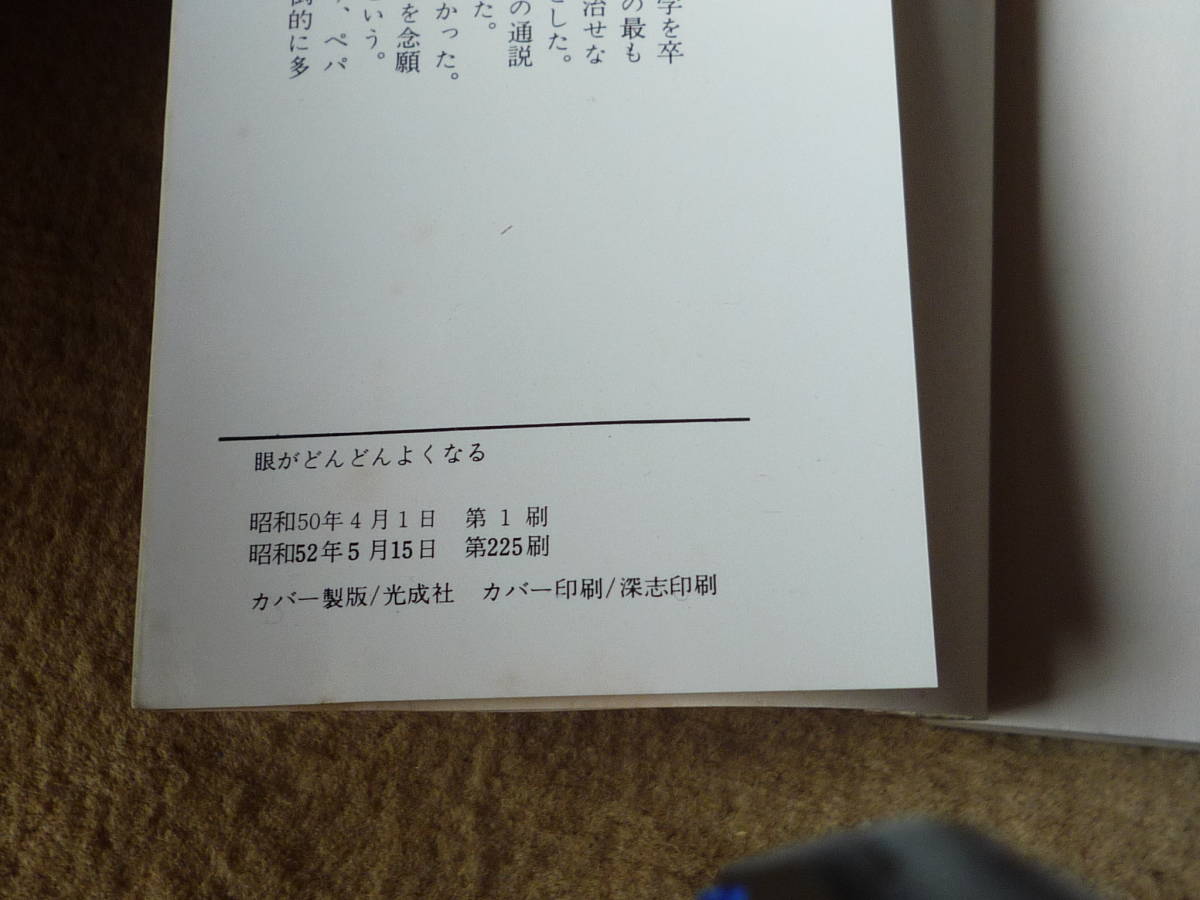 字を卒
の最も
治せな
とした。
の通説
た。
かった。
を念願
という。
、ペパ
倒的に多
眼がどんどんよくなる
昭和50年4月1日　第1刷
昭和52年5月15日　第225刷
カバー製版/光成社　カバー印刷/深志印刷